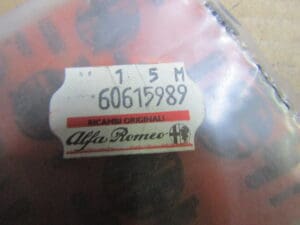 " 1 5 M
60615989
RICAMBI ORIGINALI
Alfa Romeo